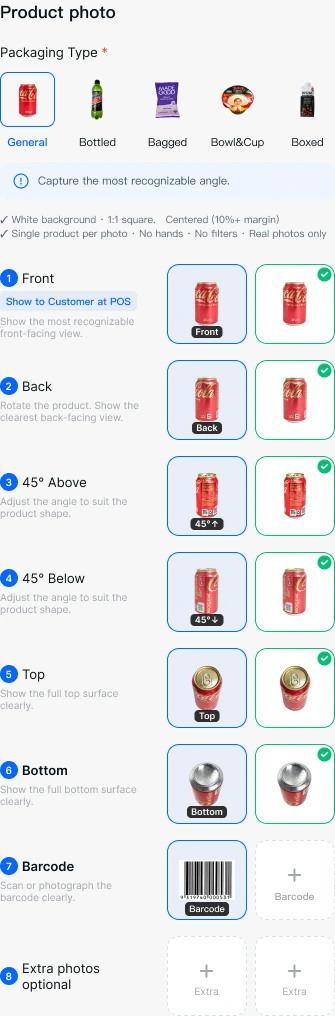 Product photo
Packaging Type *
General
Bottled
Bagged
Bowl&Cup
Boxed
Capture the most recognizable angle.
✓ White background · 1:1 square. Centered (10%+ margin)
✓ Single product per photo · No hands · No filters · Real photos only
1 Front
Show to Customer at POS
Show the most recognizable
front-facing view.
Front
2 Back
Rotate the product. Show the
clearest back-facing view.
Back
3 45° Above
Adjust the angle to suit the
product shape.
45°↑
4 45° Below
Adjust the angle to suit the
product shape.
45°↓
5 Top
Show the full top surface
clearly.
Top
6 Bottom
Show the full bottom surface
clearly.
Bottom
7 Barcode
Scan or photograph the
barcode clearly.
Barcode
+
Barcode
8 Extra photos
optional
+
Extra
+
Extra